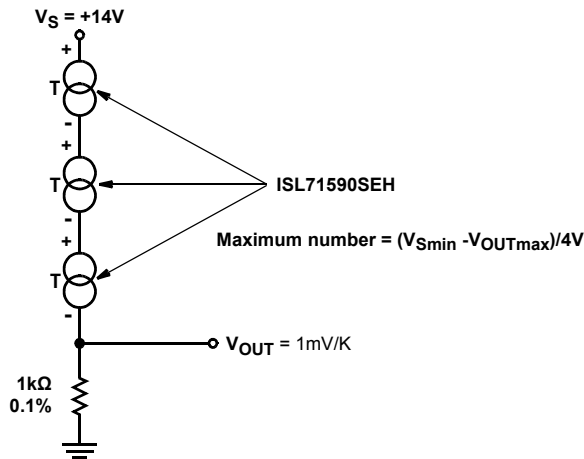 V_S = +14V
+
T
-
+
T
-
ISL71590SEH
+
Maximum number = (V_Smin -V_OUTmax)/4V
T
-
V_OUT = 1mV/K
1kΩ
0.1%